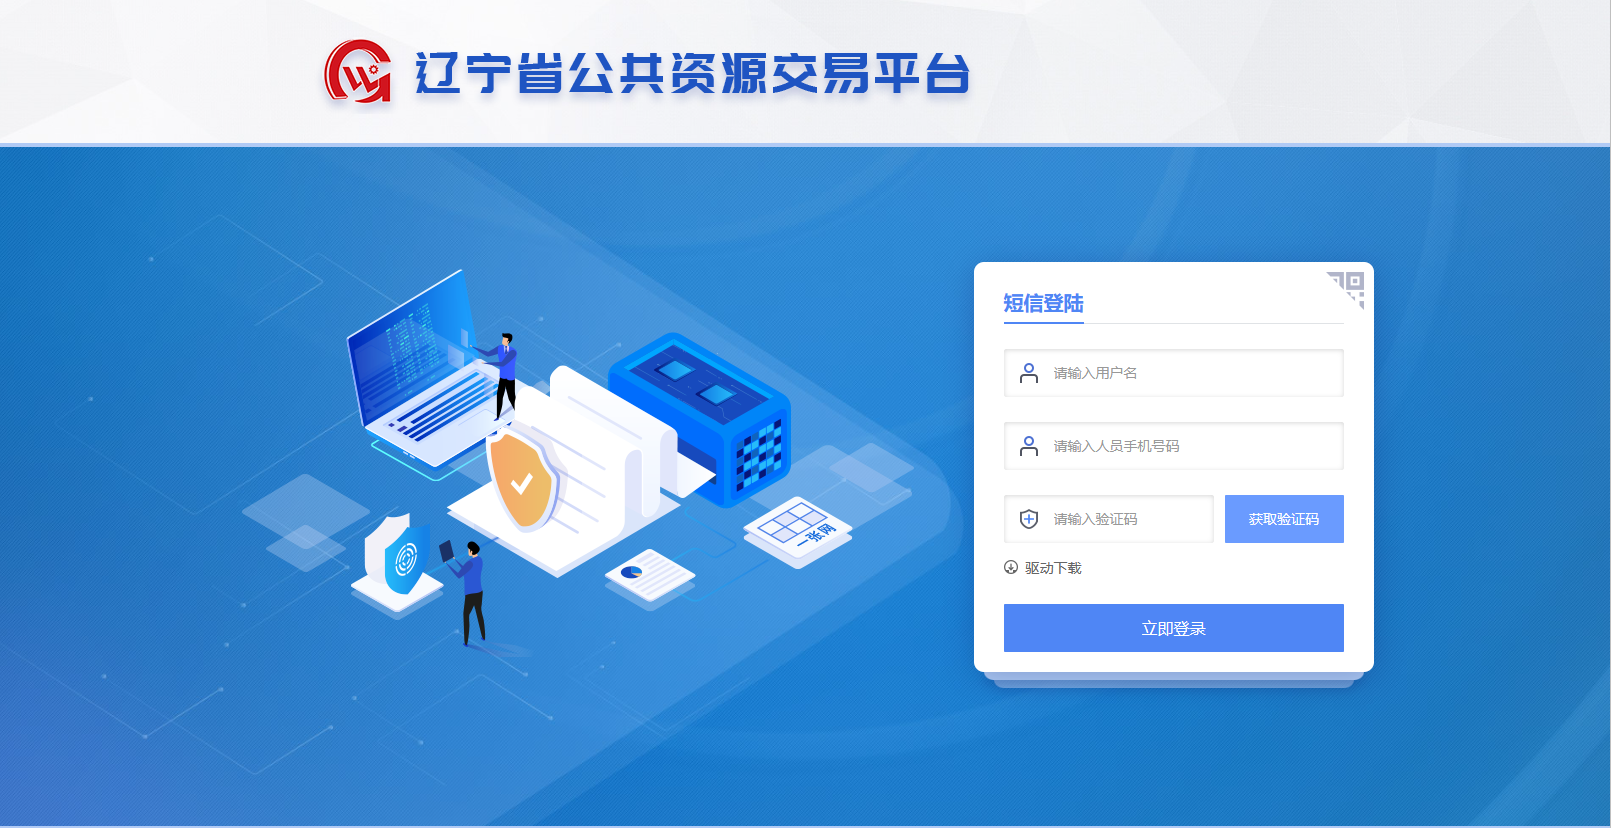 辽宁省公共资源交易平台
短信登陆
请输入用户名
请输入人员手机号码
请输入验证码
获取验证码
驱动下载
立即登录
一张网